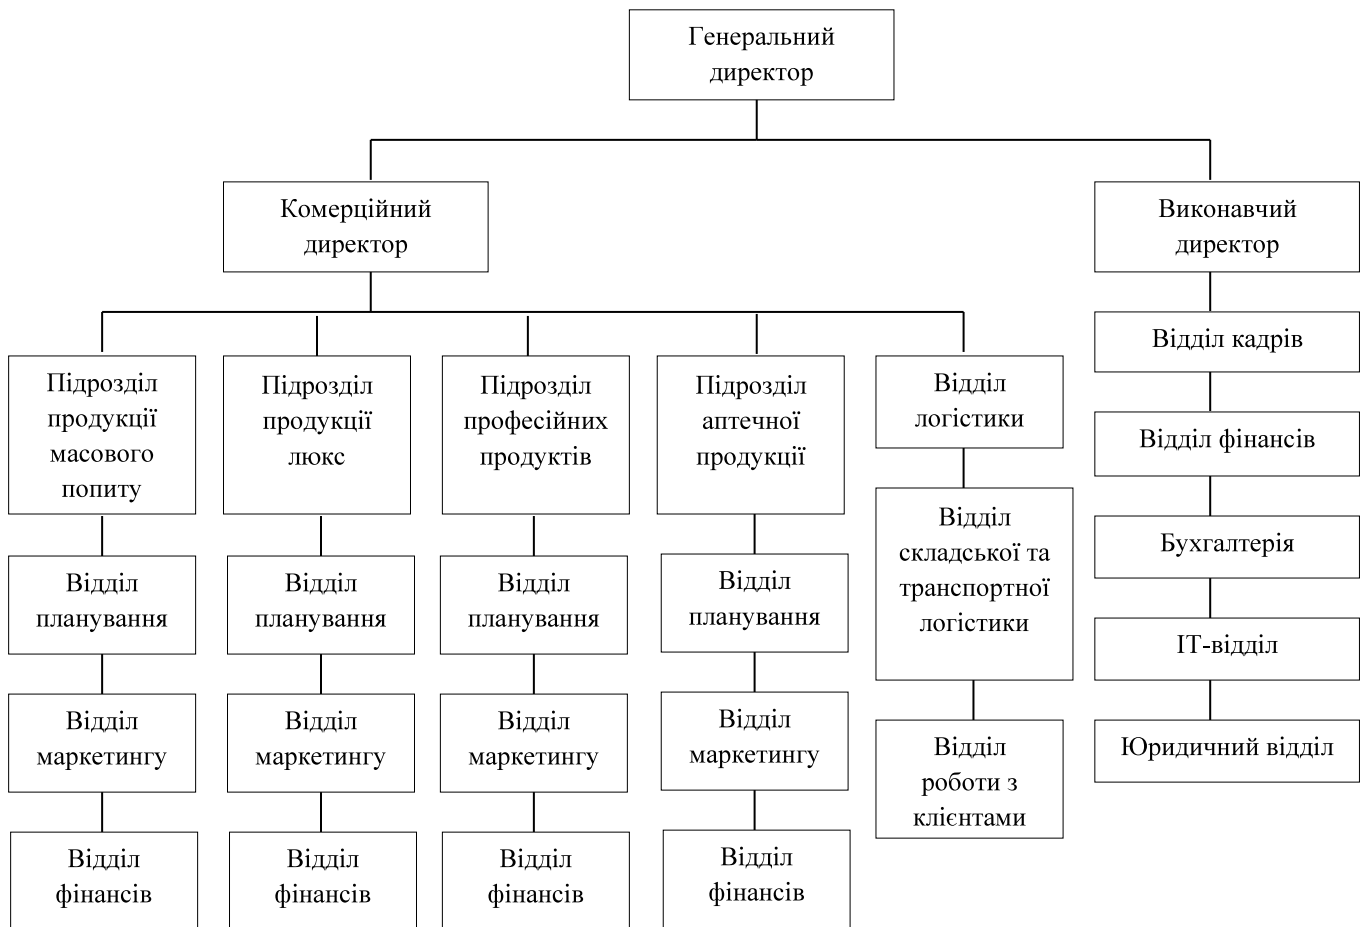 Генеральний
директор
Комерційний
директор
Виконавчий
директор
Підрозділ
продукції
масового
попиту
Підрозділ
продукції
люкс
Підрозділ
професійних
продуктів
Підрозділ
аптечної
продукції
Відділ
логістики
Відділ кадрів
Відділ фінансів
Відділ
складської та
транспортної
логістики
Бухгалтерія
Відділ
планування
Відділ
планування
Відділ
планування
Відділ
планування
ІТ-відділ
Відділ
маркетингу
Відділ
маркетингу
Відділ
маркетингу
Відділ
маркетингу
Відділ
роботи з
клієнтами
Юридичний відділ
Відділ
фінансів
Відділ
фінансів
Відділ
фінансів
Відділ
фінансів